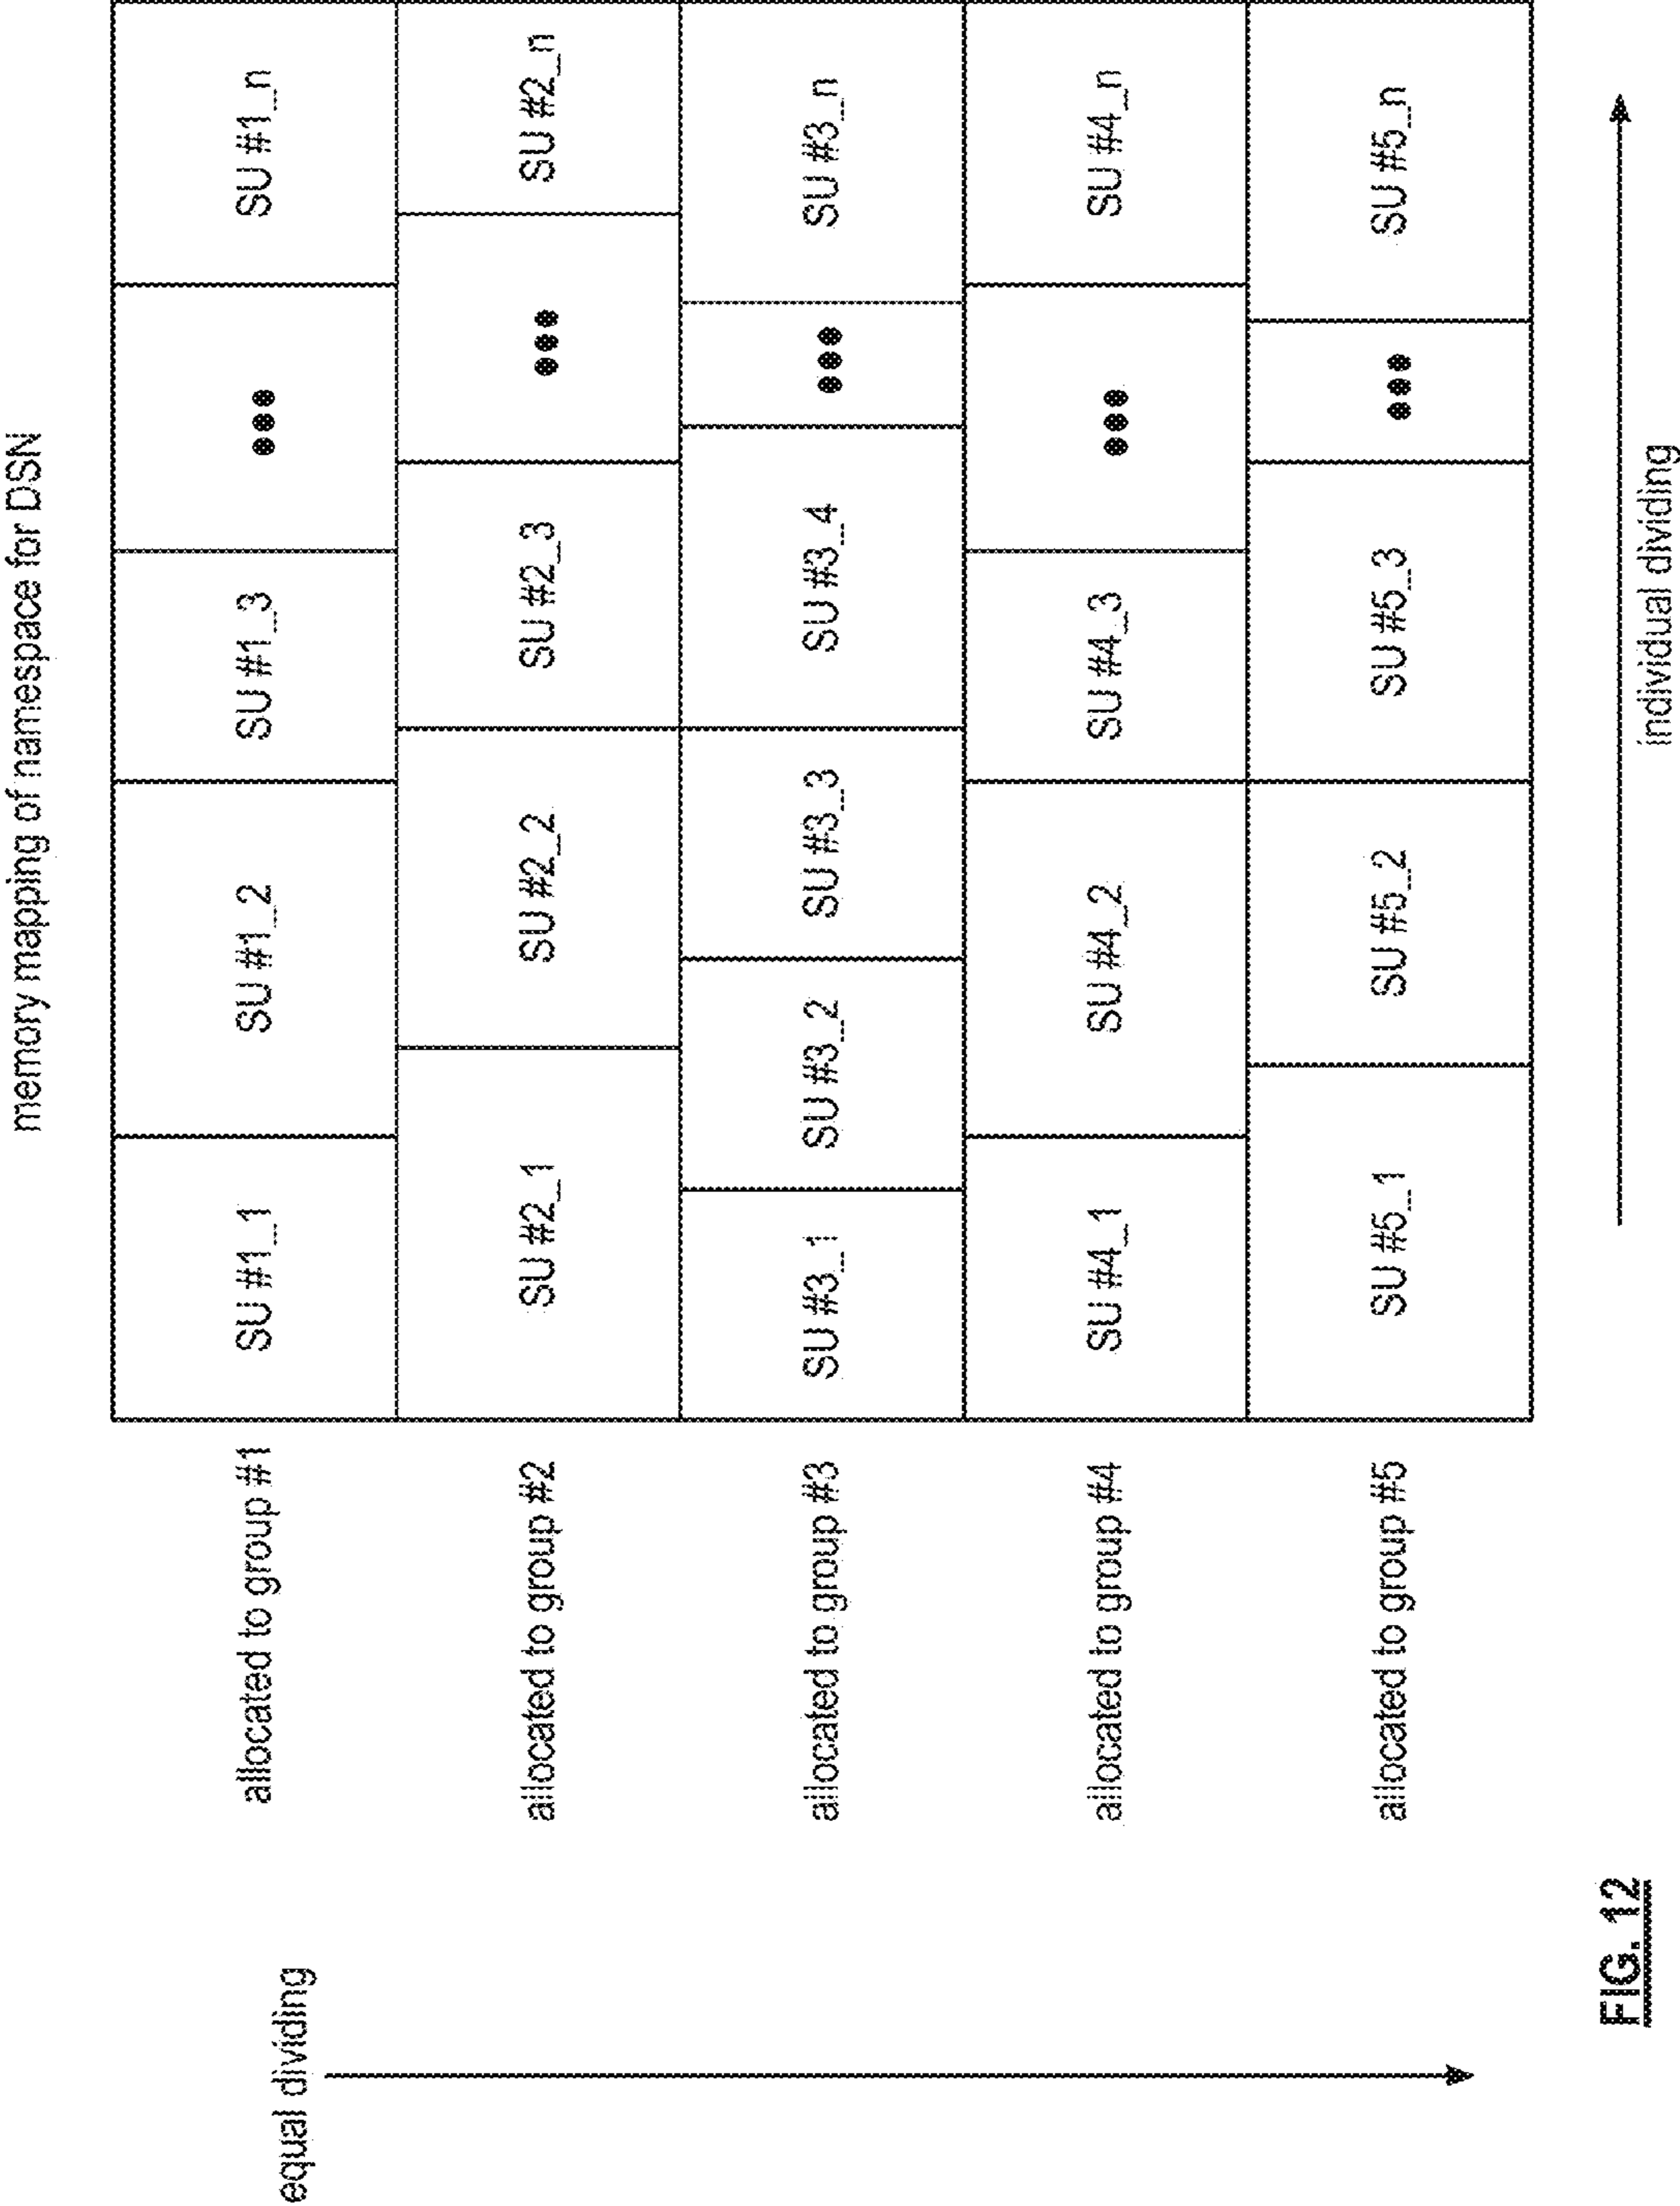 memory mapping of namespace for DSN
equal dividing
allocated to group #1
SU #1_1
SU #1_2
SU #1_3
SU #1_n
allocated to group #2
SU #2_1
SU #2_2
SU #2_3
SU #2_n
allocated to group #3
SU #3_1
SU #3_2
SU #3_3
SU #3_4
SU #3_n
allocated to group #4
SU #4_1
SU #4_2
SU #4_3
SU #4_n
allocated to group #5
SU #5_1
SU #5_2
SU #5_3
SU #5_n
individual dividing
FIG. 12